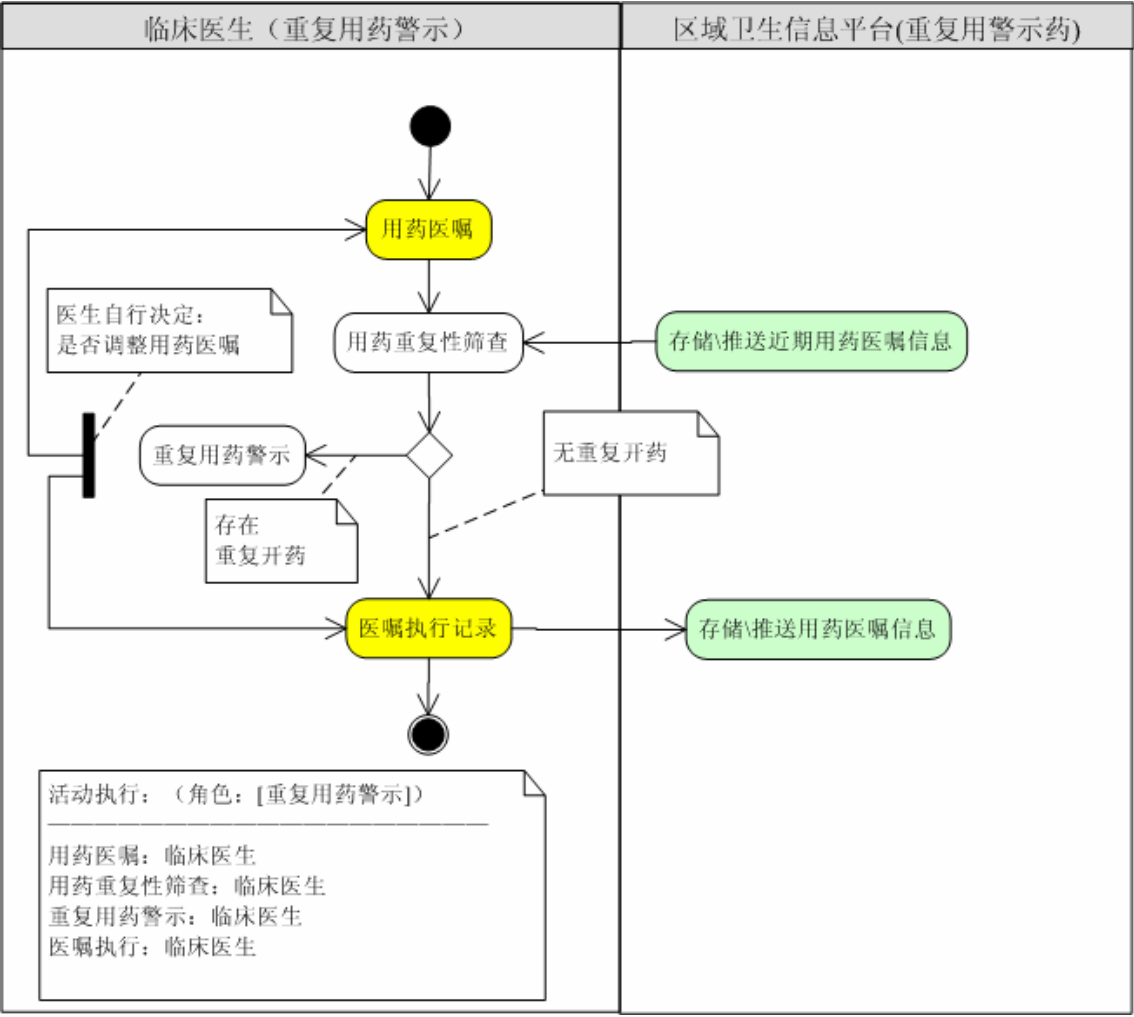 临床医生（重复用药警示）
区域卫生信息平台(重复用警示药)
用药医嘱
医生自行决定：
是否调整用药医嘱
用药重复性筛查
存储\推送近期用药医嘱信息
重复用药警示
无重复开药
存在
重复开药
医嘱执行记录
存储\推送用药医嘱信息
活动执行：（角色：[重复用药警示]）
用药医嘱：临床医生
用药重复性筛查：临床医生
重复用药警示：临床医生
医嘱执行：临床医生